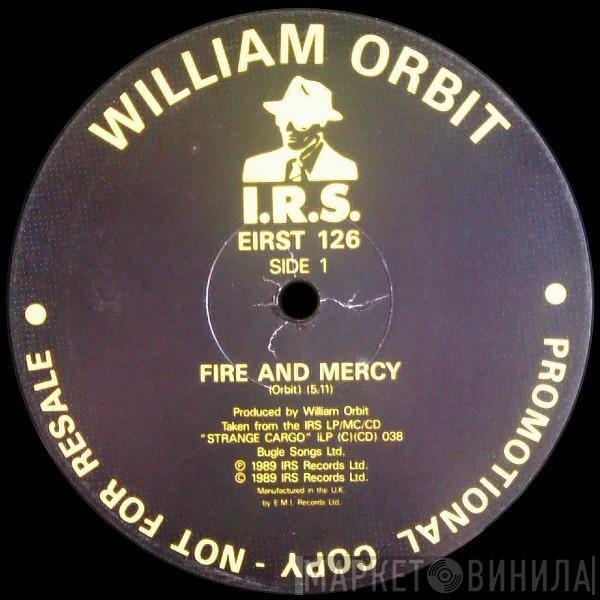 WILLIAM ORBIT
I.R.S.
EIRST 126
SIDE 1
FIRE AND MERCY
(Orbit) (5.11)
Produced by William Orbit
Taken from the IRS LP/MC/CD
"STRANGE CARGO" iLP (C)(CD) 038
Bugle Songs Ltd.
℗ 1989 IRS Records Ltd.
© 1989 IRS Records Ltd.
Manufactured in the U.K.
by E.M.I. Records Ltd.
• PROMOTIONAL COPY - NOT FOR RESALE •
МАРКЕТ ВИНИЛА